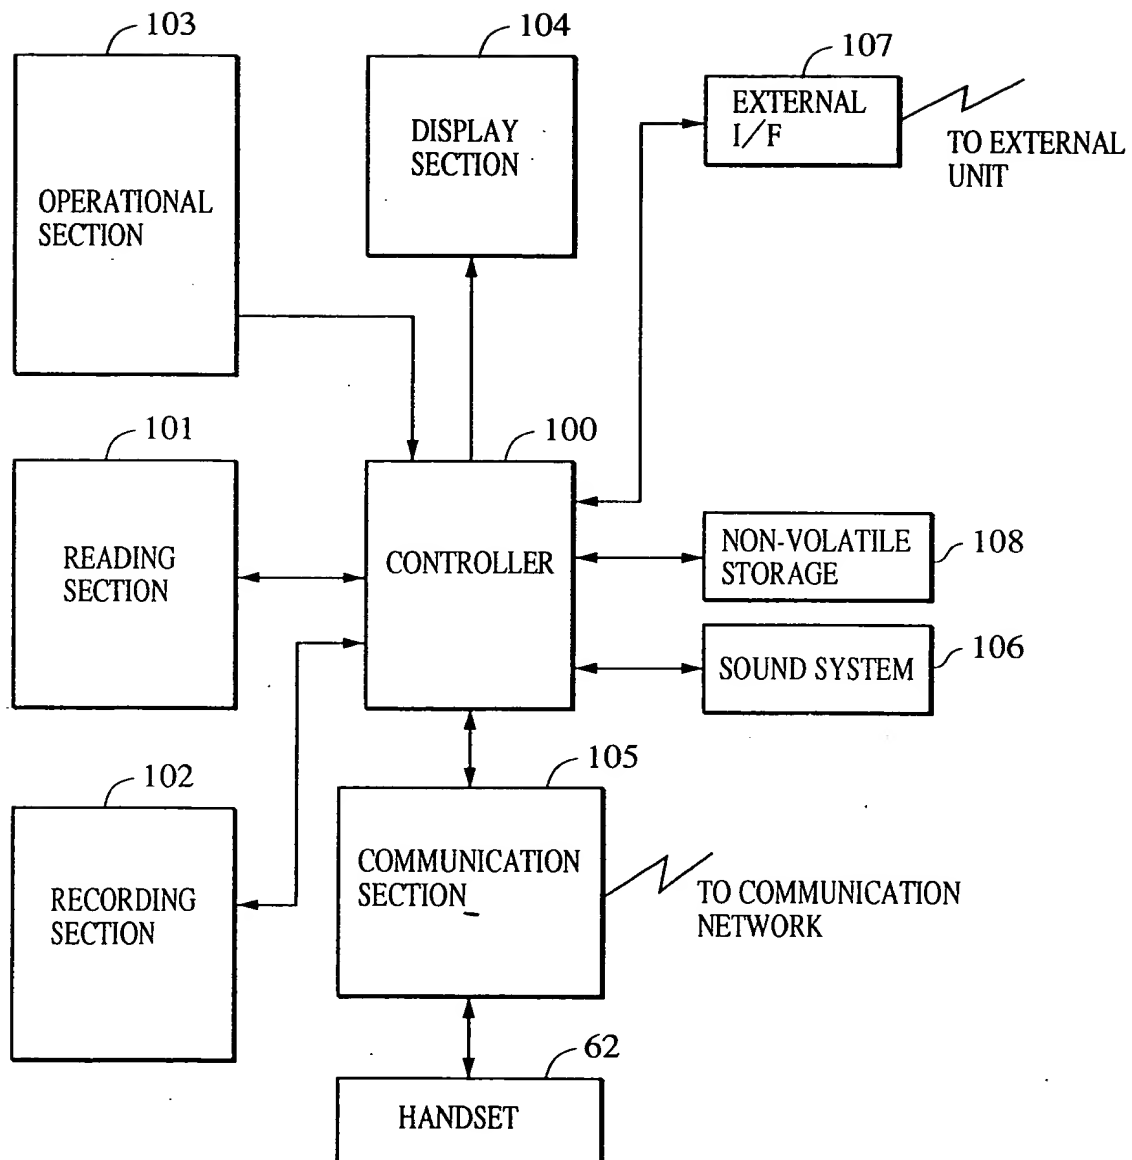 103
OPERATIONAL
SECTION
104
DISPLAY
SECTION
107
EXTERNAL
I/F
TO EXTERNAL
UNIT
101
READING
SECTION
100
CONTROLLER
NON-VOLATILE
STORAGE
108
SOUND SYSTEM
106
102
RECORDING
SECTION
105
COMMUNICATION
SECTION
TO COMMUNICATION
NETWORK
62
HANDSET